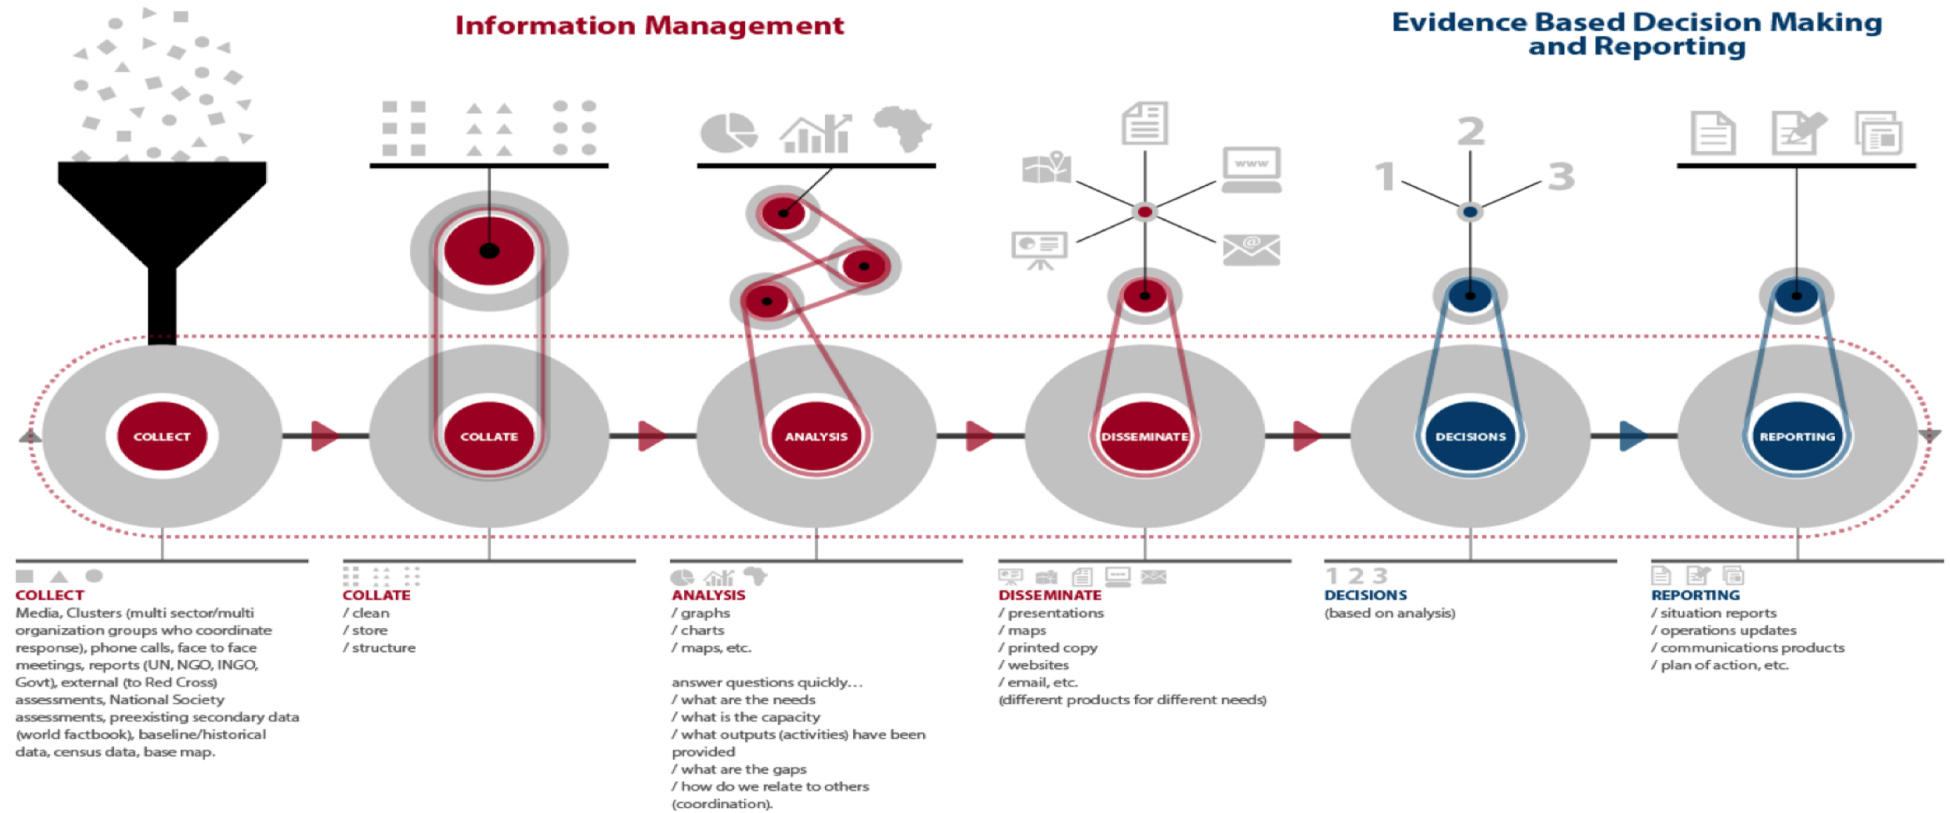 Information Management
Evidence Based Decision Making
and Reporting
www
@
1
2
3
COLLECT
COLLATE
ANALYSIS
DISSEMINATE
DECISIONS
REPORTING
COLLECT
Media, Clusters (multi sector/multi
organization groups who coordinate
response), phone calls, face to face
meetings, reports (UN, NGO, INGO,
Govt), external (to Red Cross)
assessments, National Society
assessments, preexisting secondary data
(world factbook), baseline/historical
data, census data, base map.
COLLATE
/ clean
/ store
/ structure
ANALYSIS
/ graphs
/ charts
/ maps, etc.
answer questions quickly...
/ what are the needs
/ what is the capacity
/ what outputs (activities) have been
provided
/ what are the gaps
/ how do we relate to others
(coordination).
DISSEMINATE
/ presentations
/ maps
/ printed copy
/ websites
/ email, etc.
(different products for different needs)
1 2 3
DECISIONS
(based on analysis)
REPORTING
/ situation reports
/ operations updates
/ communications products
/ plan of action, etc.